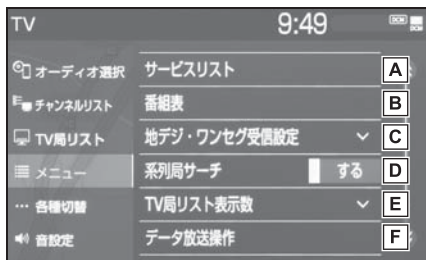 TV 9:49 DCM
オーディオ選択
チャンネルリスト
TV局リスト
メニュー
各種切替
音設定
サービスリスト A
番組表 B
地デジ・ワンセグ受信設定 C
系列局サーチ する D
TV局リスト表示数 E
データ放送操作 F